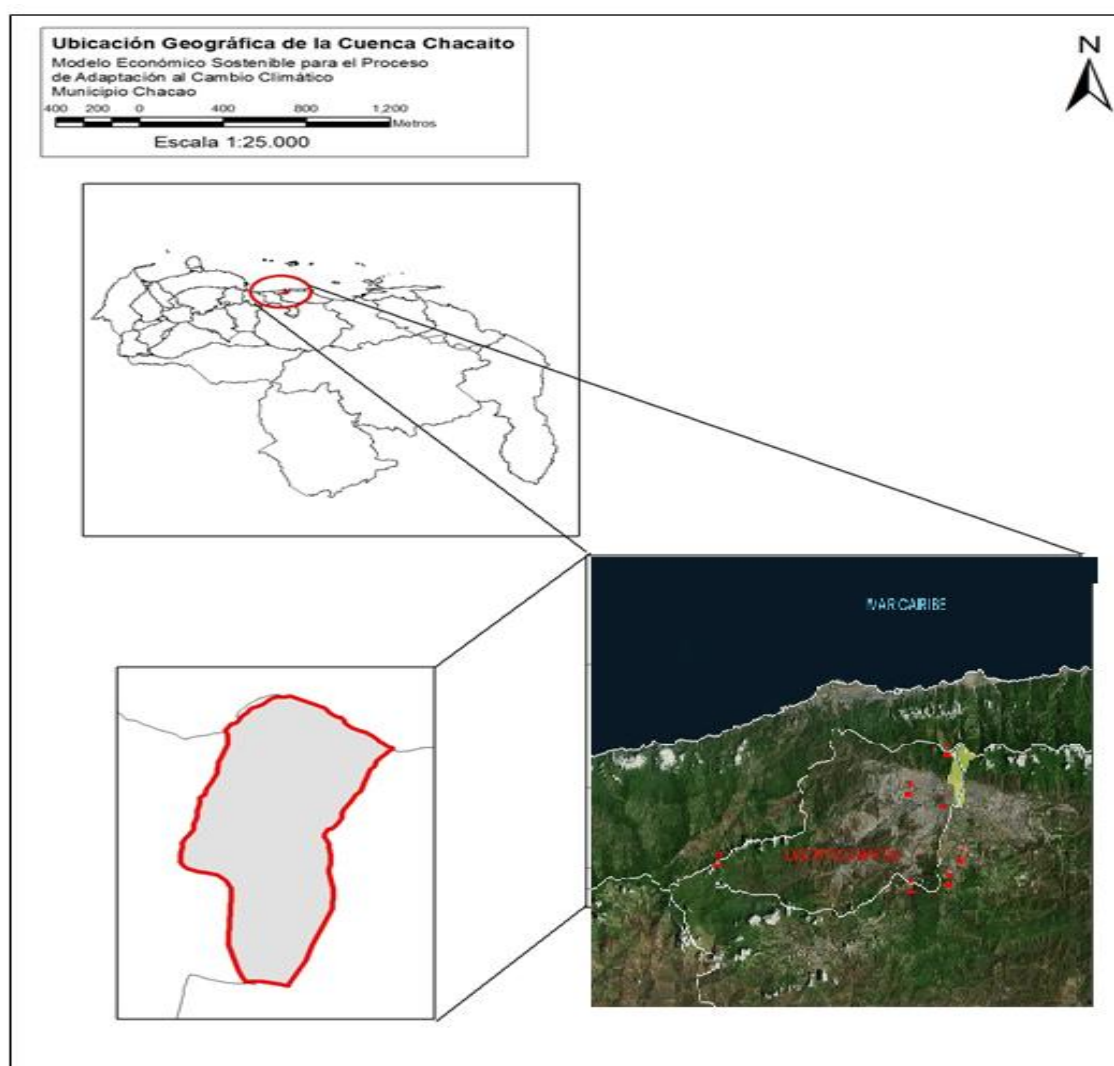 Ubicación Geográfica de la Cuenca Chacaito
Modelo Económico Sostenible para el Proceso
de Adaptación al Cambio Climático
Municipio Chacao
400 200 0 400 800 1,200
Metros
Escala 1:25.000
N
MAR CAIRIBE